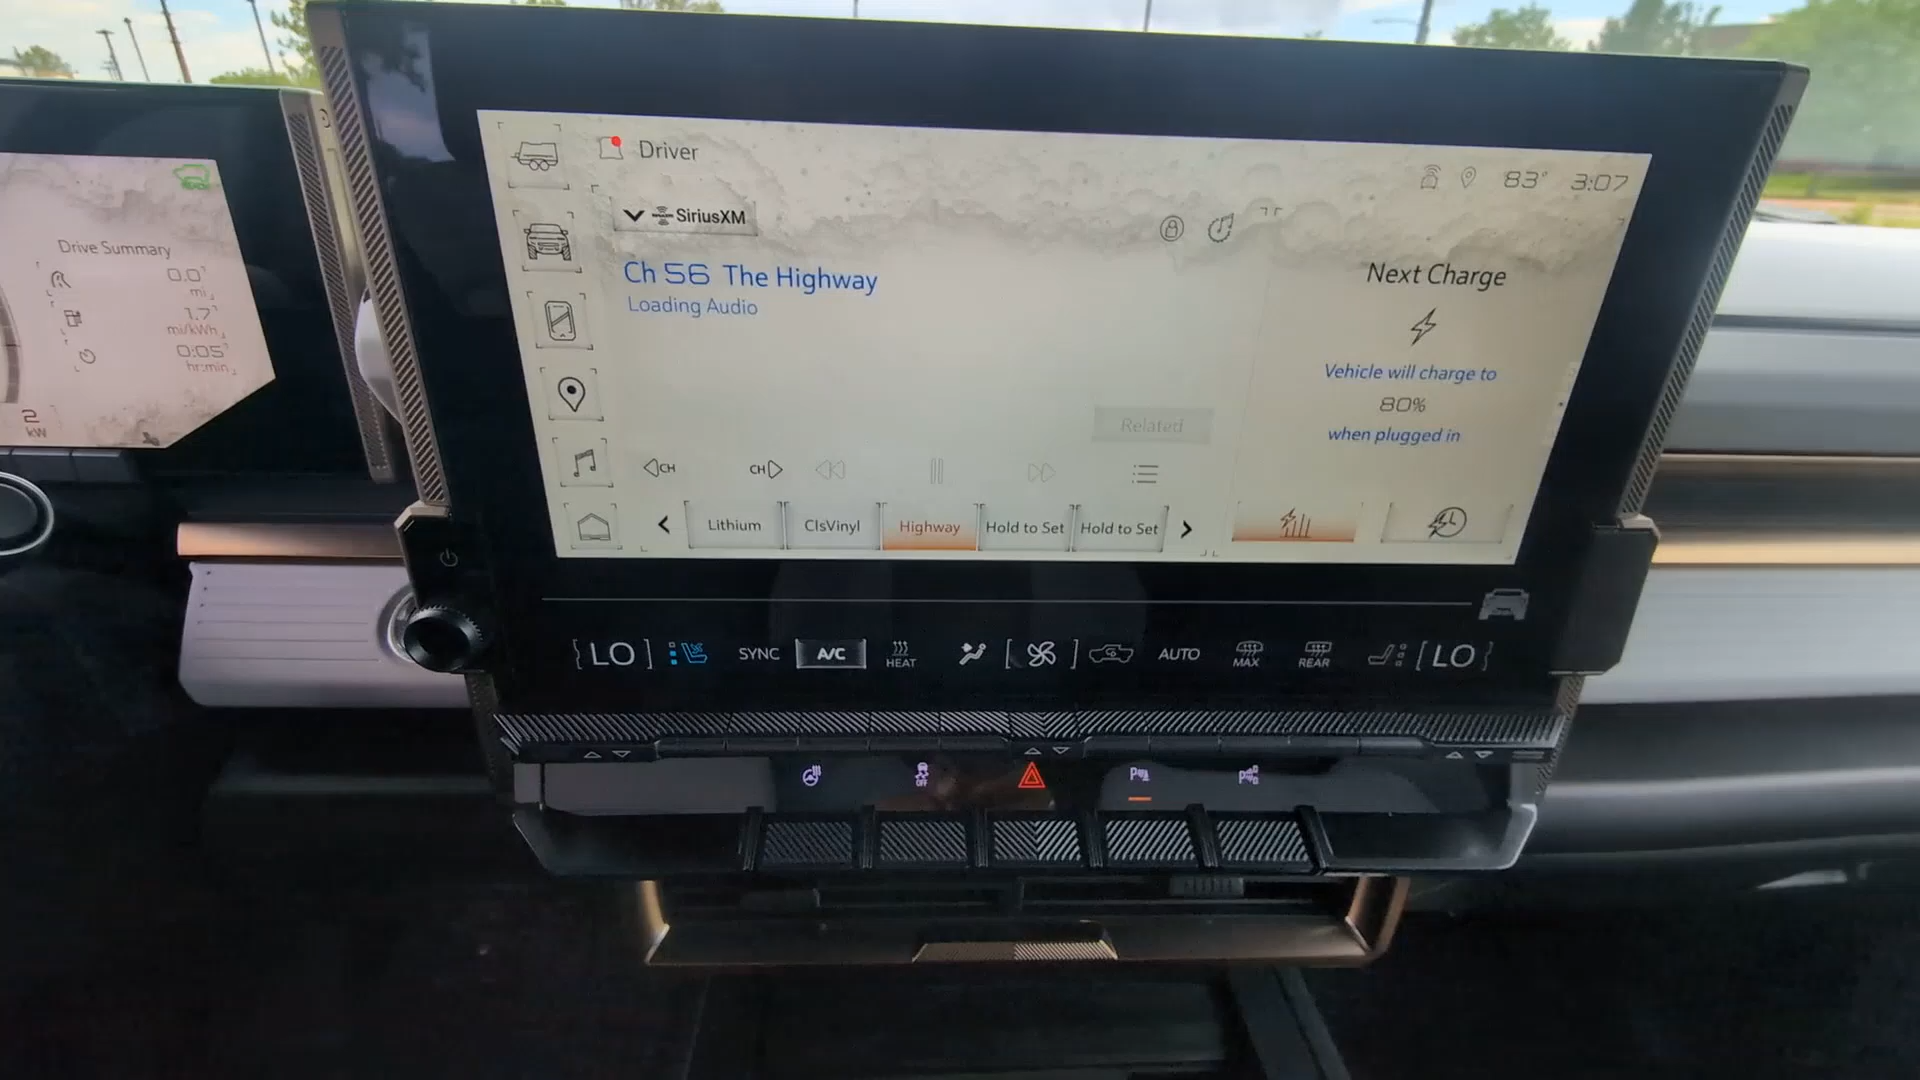 READY
Drive Summary
0.0
mi
1.7
mi/kWh
0:05
hr:min
2
kW
Driver
83° 3:07
SiriusXM
Ch 56 The Highway
Loading Audio
Related
CH
CH
Lithium
ClsVinyl
Highway
Hold to Set
Hold to Set
Next Charge
Vehicle will charge to
80%
when plugged in
LO
SYNC
A/C
HEAT
AUTO
MAX
REAR
LO
OFF